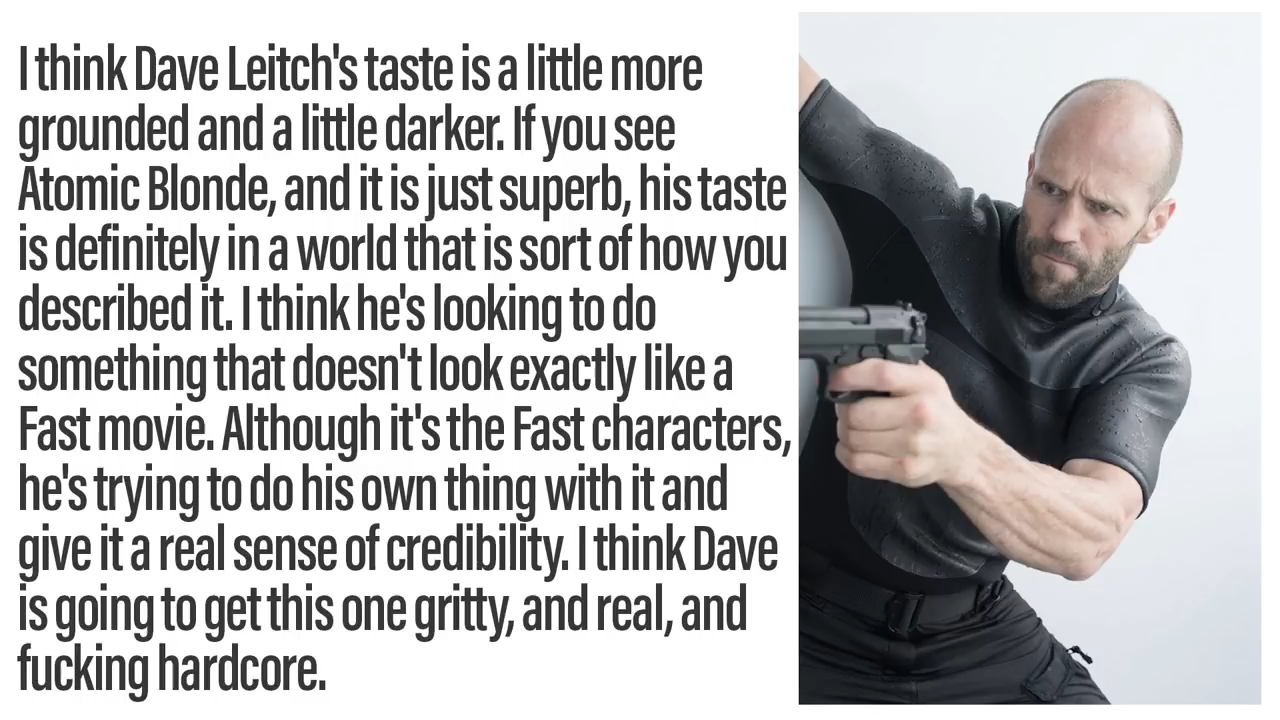 I think Dave Leitch's taste is a little more
grounded and a little darker. If you see
Atomic Blonde, and it is just superb, his taste
is definitely in a world that is sort of how you
described it. I think he's looking to do
something that doesn't look exactly like a
Fast movie. Although it's the Fast characters,
he's trying to do his own thing with it and
give it a real sense of credibility. I think Dave
is going to get this one gritty, and real, and
fucking hardcore.